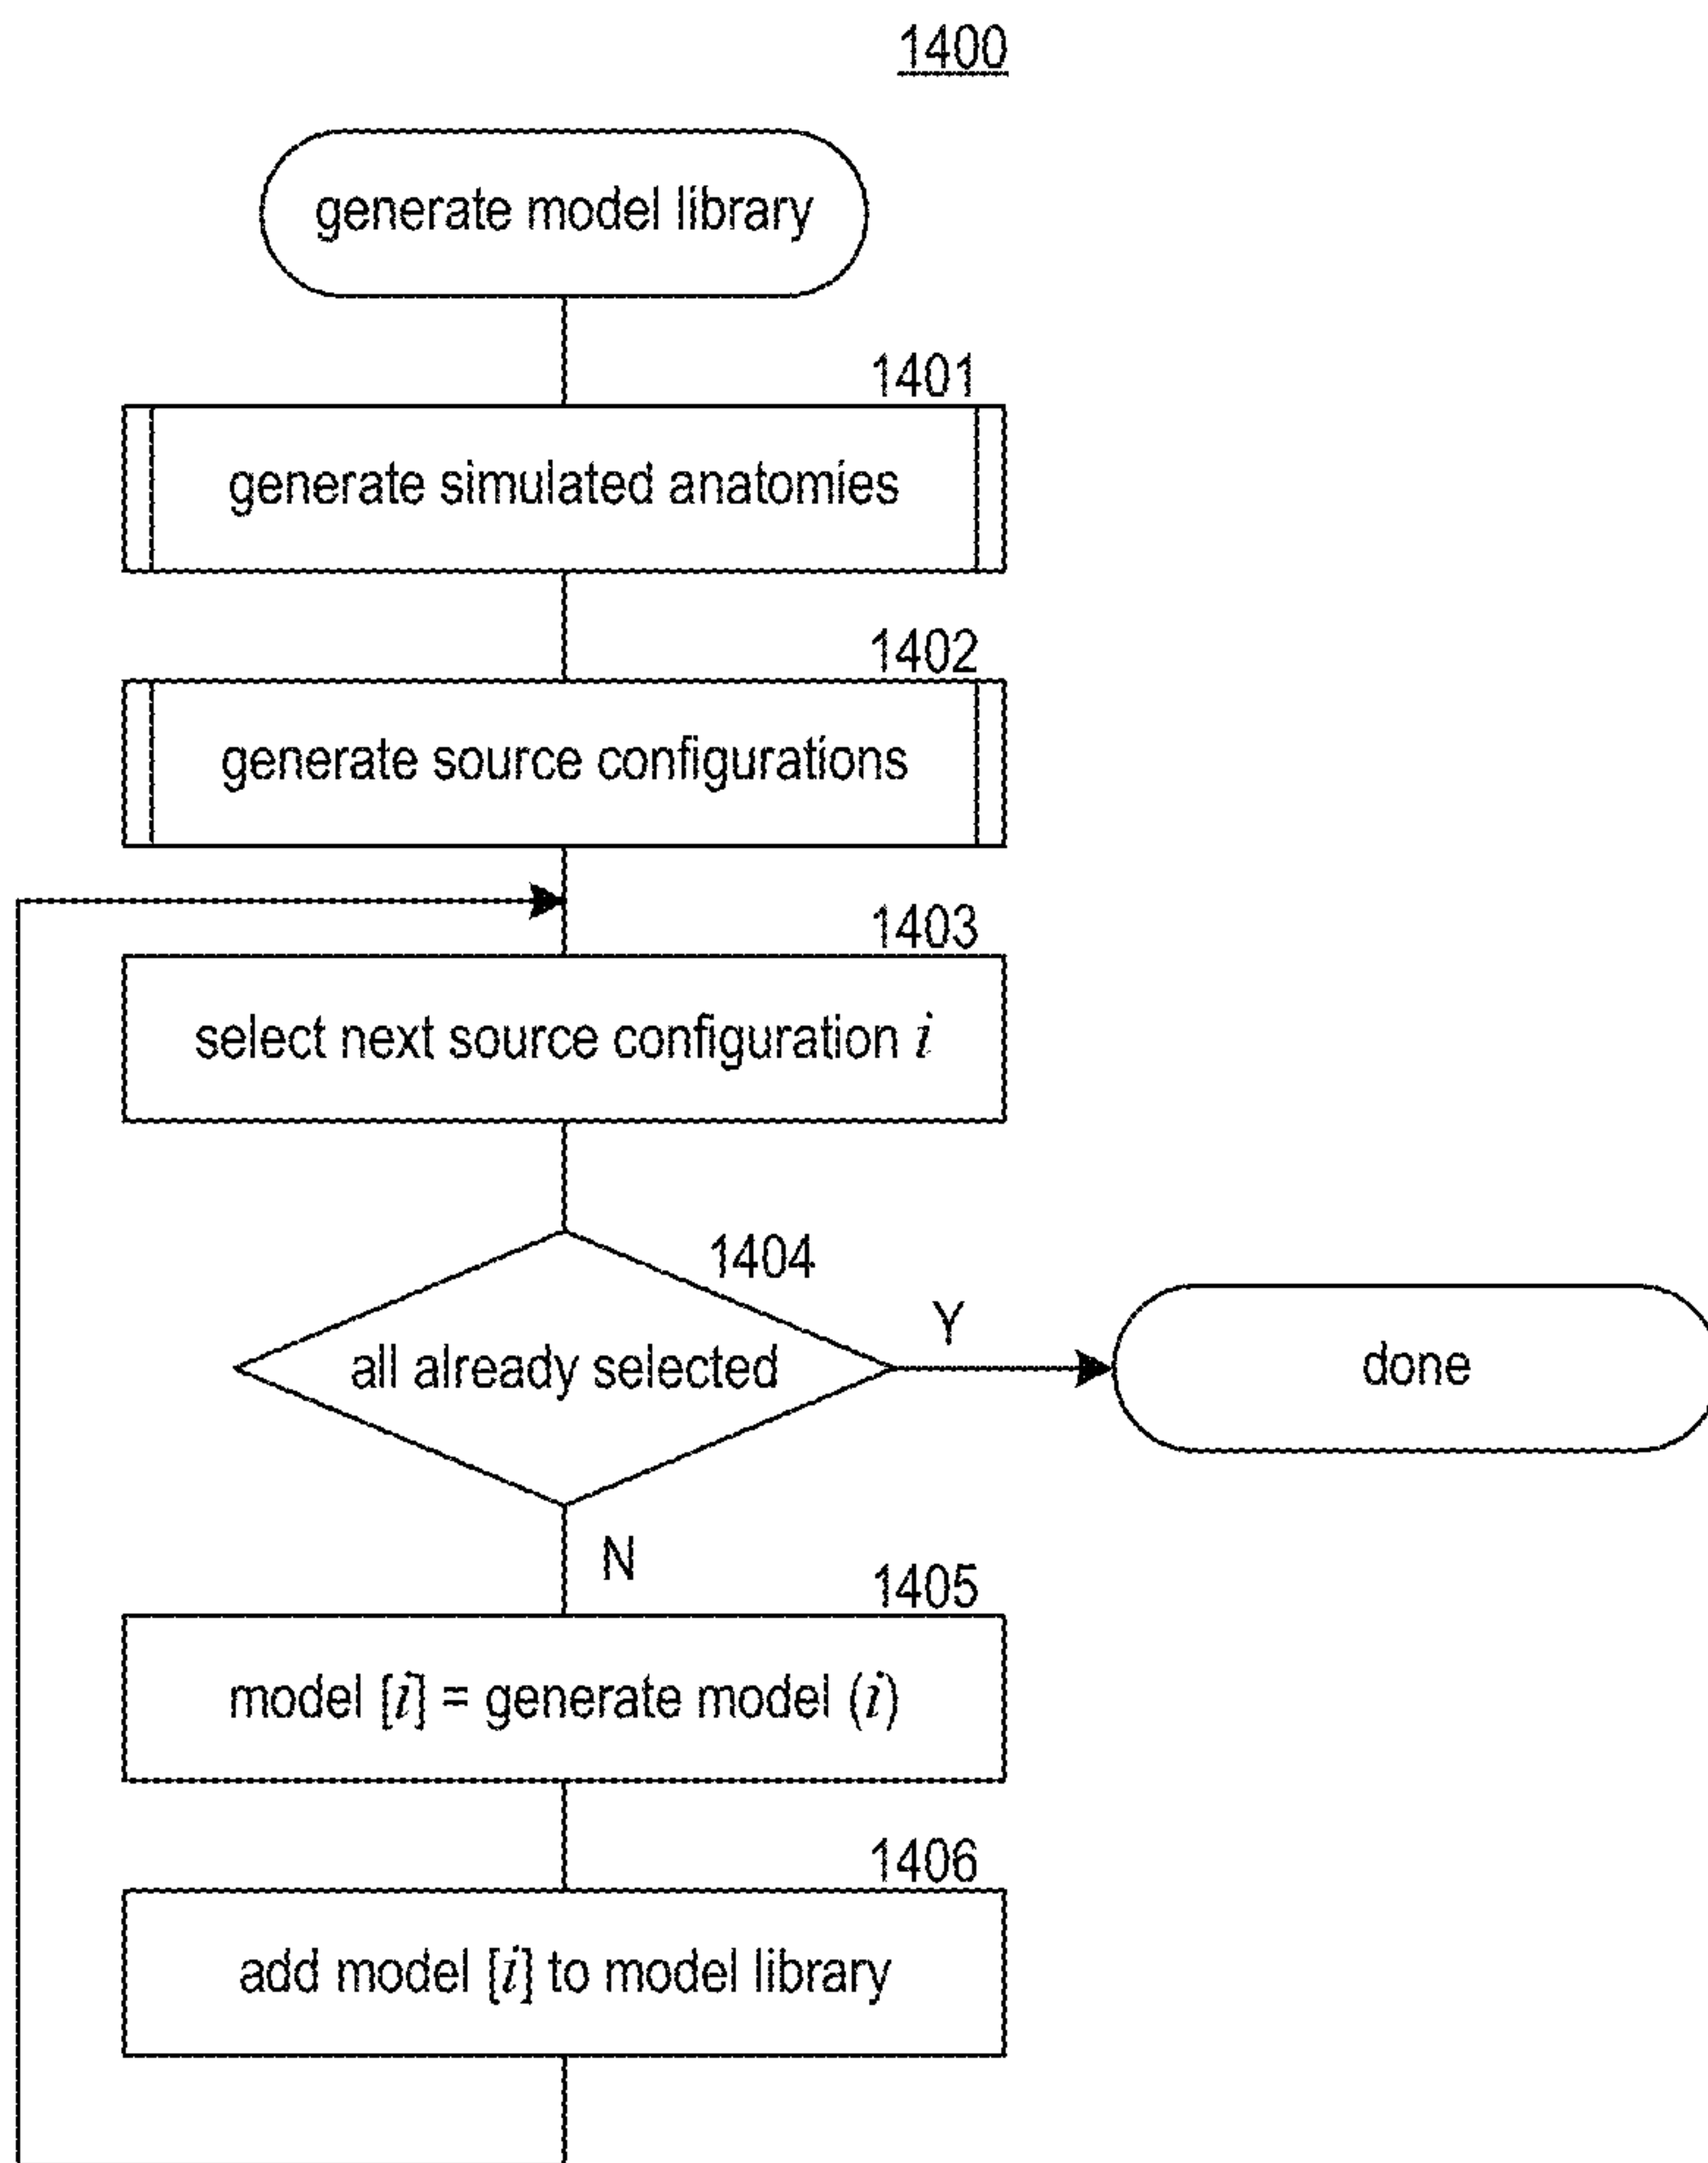 1400
generate model library
1401
generate simulated anatomies
1402
generate source configurations
1403
select next source configuration i
1404
all already selected
Y
done
N
1405
model [i] = generate model (i)
1406
add model [i] to model library